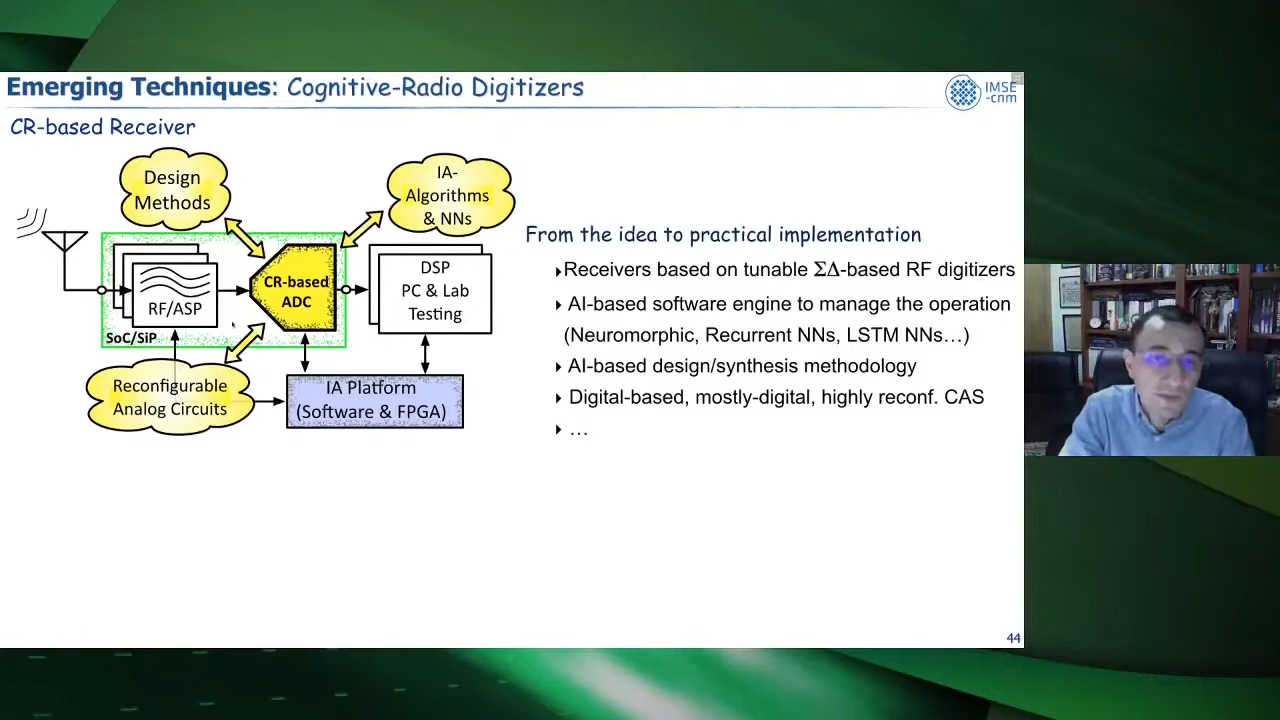 Emerging Techniques: Cognitive-Radio Digitizers
IMSE
-cnm
CR-based Receiver
Design
Methods
IA-
Algorithms
& NNs
RF/ASP
SoC/SiP
CR-based
ADC
DSP
PC & Lab
Testing
Reconfigurable
Analog Circuits
IA Platform
(Software & FPGA)
From the idea to practical implementation
Receivers based on tunable ΣΔ-based RF digitizers
AI-based software engine to manage the operation
(Neuromorphic, Recurrent NNs, LSTM NNs…)
AI-based design/synthesis methodology
Digital-based, mostly-digital, highly reconf. CAS
…
44